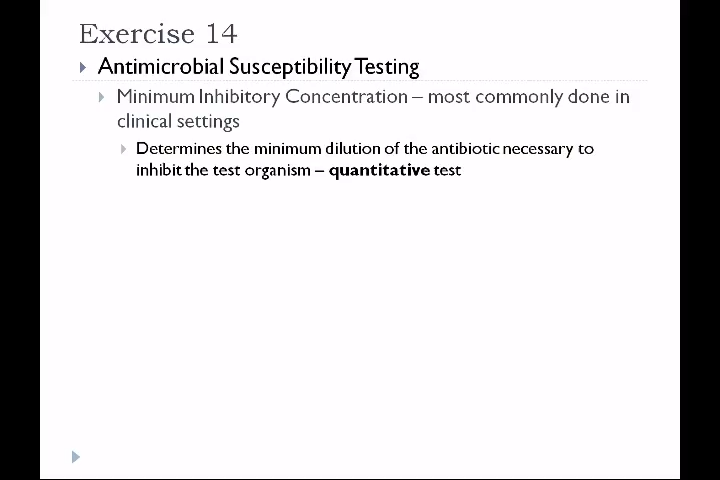 Exercise 14
Antimicrobial Susceptibility Testing
Minimum Inhibitory Concentration – most commonly done in
clinical settings
Determines the minimum dilution of the antibiotic necessary to
inhibit the test organism – quantitative test